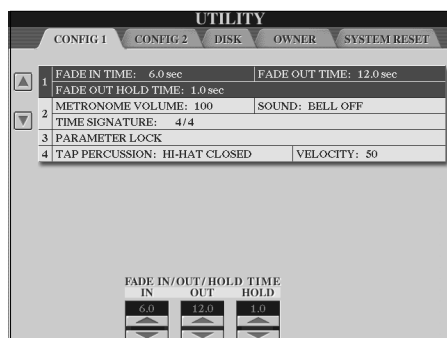 UTILITY
CONFIG 1 CONFIG 2 DISK OWNER SYSTEM RESET
1 FADE IN TIME: 6.0 sec FADE OUT TIME: 12.0 sec
FADE OUT HOLD TIME: 1.0 sec
2 METRONOME VOLUME: 100 SOUND: BELL OFF
TIME SIGNATURE: 4/4
3 PARAMETER LOCK
4 TAP PERCUSSION: HI-HAT CLOSED VELOCITY: 50
FADE IN/OUT/HOLD TIME
IN OUT HOLD
6.0 12.0 1.0